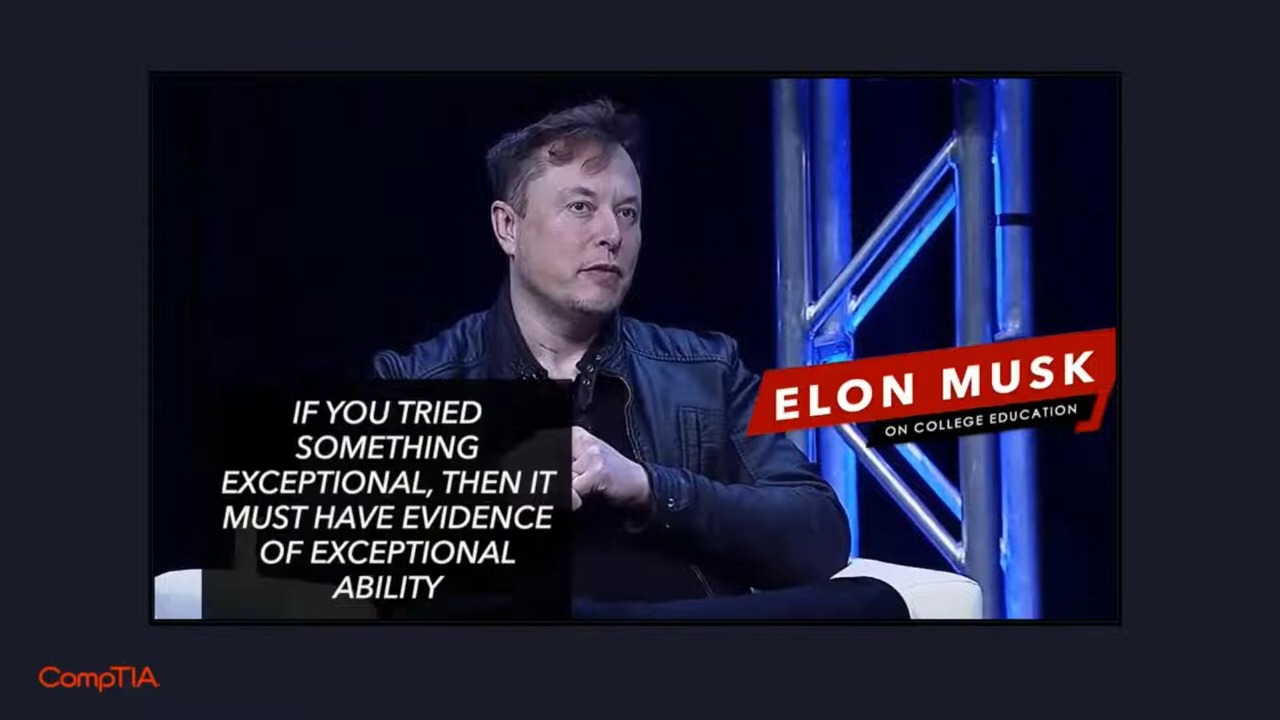 ELON MUSK
ON COLLEGE EDUCATION
IF YOU TRIED
SOMETHING
EXCEPTIONAL, THEN IT
MUST HAVE EVIDENCE
OF EXCEPTIONAL
ABILITY
CompTIA